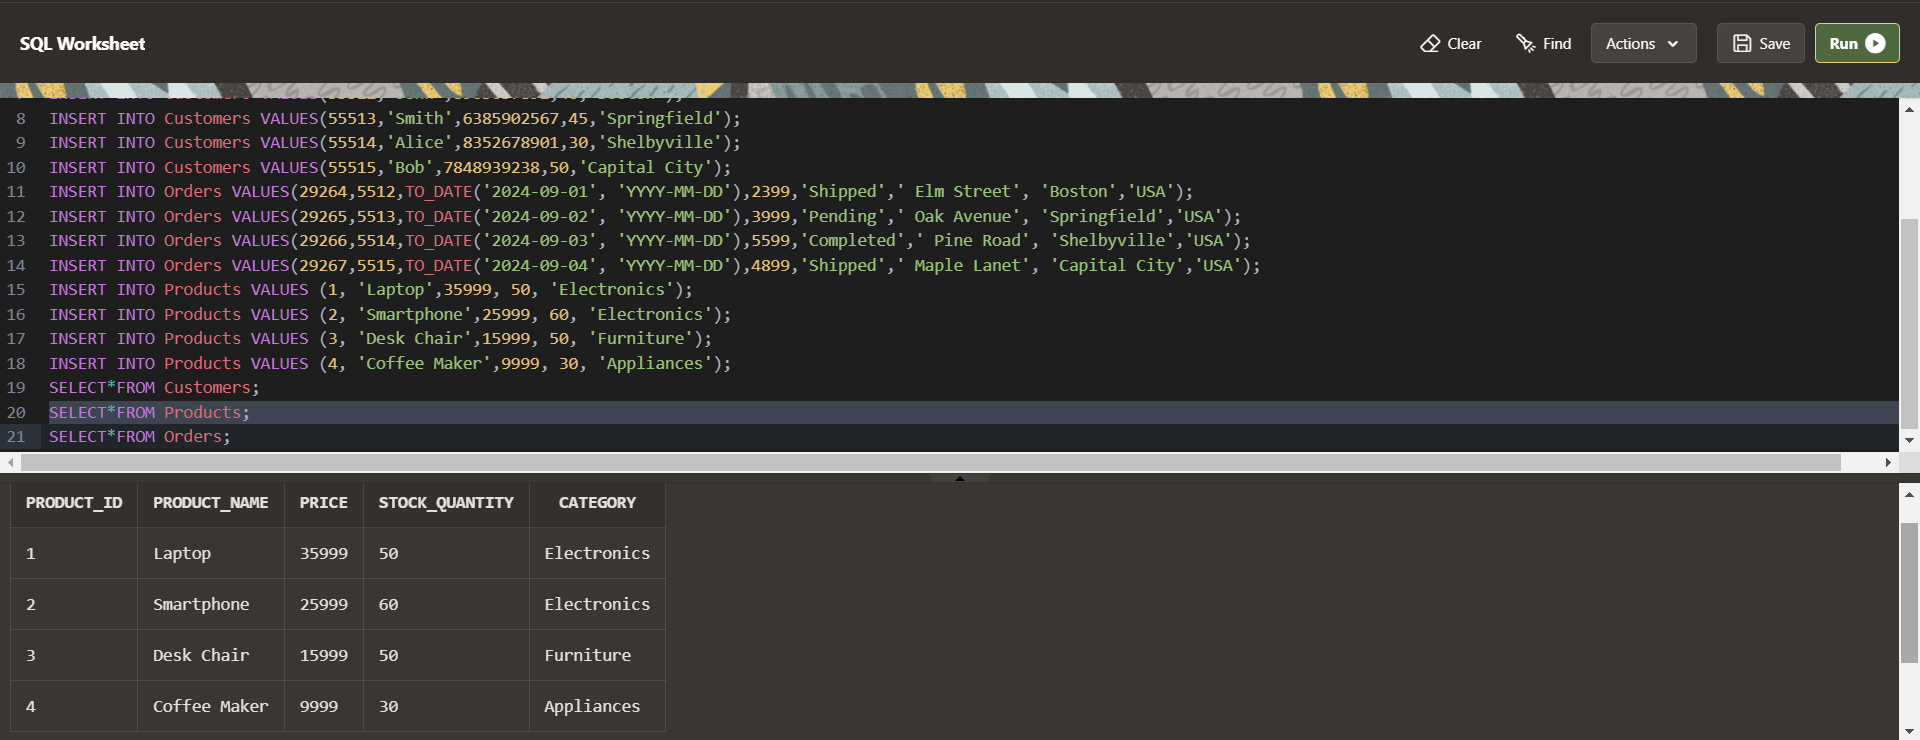 SQL Worksheet
Clear
Find
Actions
Save
Run
8 INSERT INTO Customers VALUES(55513,'Smith',6385902567,45,'Springfield');
9 INSERT INTO Customers VALUES(55514,'Alice',8352678901,30,'Shelbyville');
10 INSERT INTO Customers VALUES(55515,'Bob',7848939238,50,'Capital City');
11 INSERT INTO Orders VALUES(29264,5512,TO_DATE('2024-09-01', 'YYYY-MM-DD'),2399,'Shipped',' Elm Street', 'Boston','USA');
12 INSERT INTO Orders VALUES(29265,5513,TO_DATE('2024-09-02', 'YYYY-MM-DD'),3999,'Pending',' Oak Avenue', 'Springfield','USA');
13 INSERT INTO Orders VALUES(29266,5514,TO_DATE('2024-09-03', 'YYYY-MM-DD'),5599,'Completed',' Pine Road', 'Shelbyville','USA');
14 INSERT INTO Orders VALUES(29267,5515,TO_DATE('2024-09-04', 'YYYY-MM-DD'),4899,'Shipped',' Maple Lanet', 'Capital City','USA');
15 INSERT INTO Products VALUES (1, 'Laptop',35999, 50, 'Electronics');
16 INSERT INTO Products VALUES (2, 'Smartphone',25999, 60, 'Electronics');
17 INSERT INTO Products VALUES (3, 'Desk Chair',15999, 50, 'Furniture');
18 INSERT INTO Products VALUES (4, 'Coffee Maker',9999, 30, 'Appliances');
19 SELECT*FROM Customers;
20 SELECT*FROM Products;
21 SELECT*FROM Orders;
PRODUCT_ID PRODUCT_NAME PRICE STOCK_QUANTITY CATEGORY
1 Laptop 35999 50 Electronics
2 Smartphone 25999 60 Electronics
3 Desk Chair 15999 50 Furniture
4 Coffee Maker 9999 30 Appliances